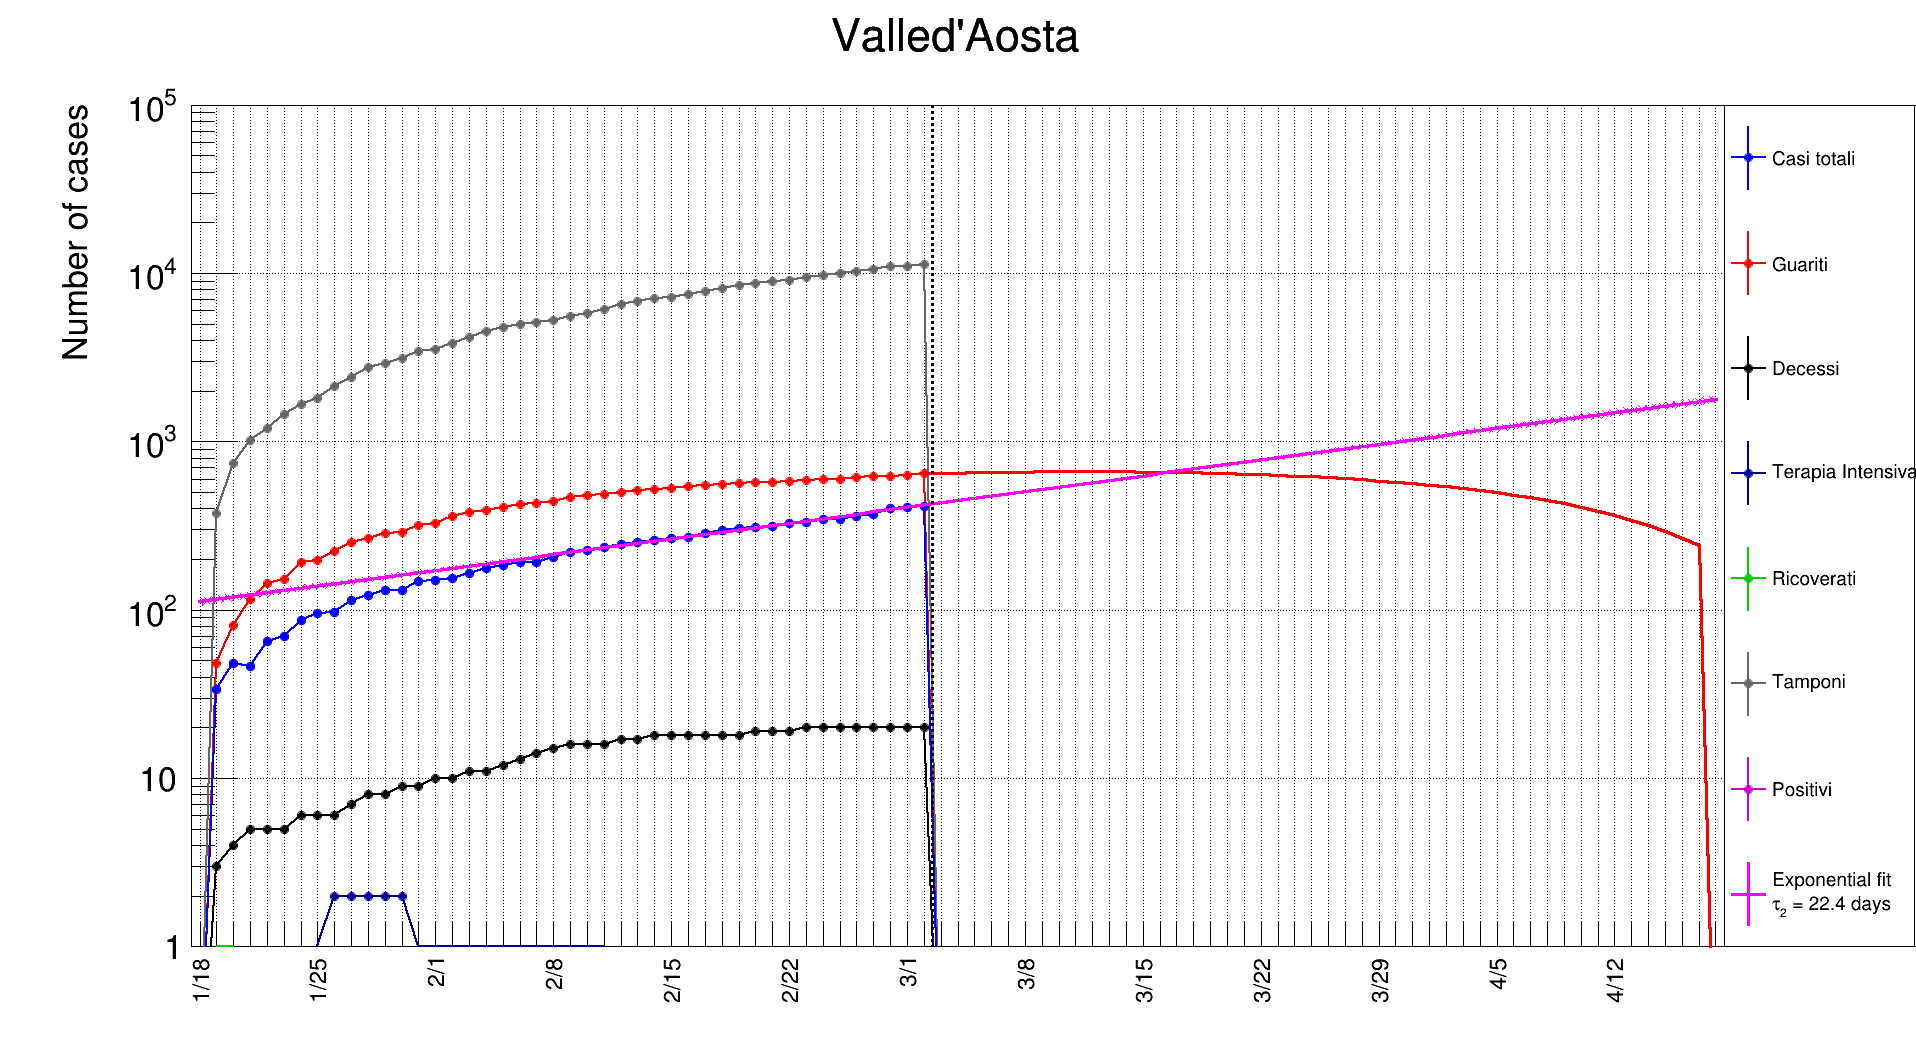 Valled'Aosta
Number of cases
10^5
10^4
10^3
10^2
10
1
1/18
1/25
2/1
2/8
2/15
2/22
3/1
3/8
3/15
3/22
3/29
4/5
4/12
Casi totali
Guariti
Decessi
Terapia Intensiva
Ricoverati
Tamponi
Positivi
Exponential fit
τ_2 = 22.4 days